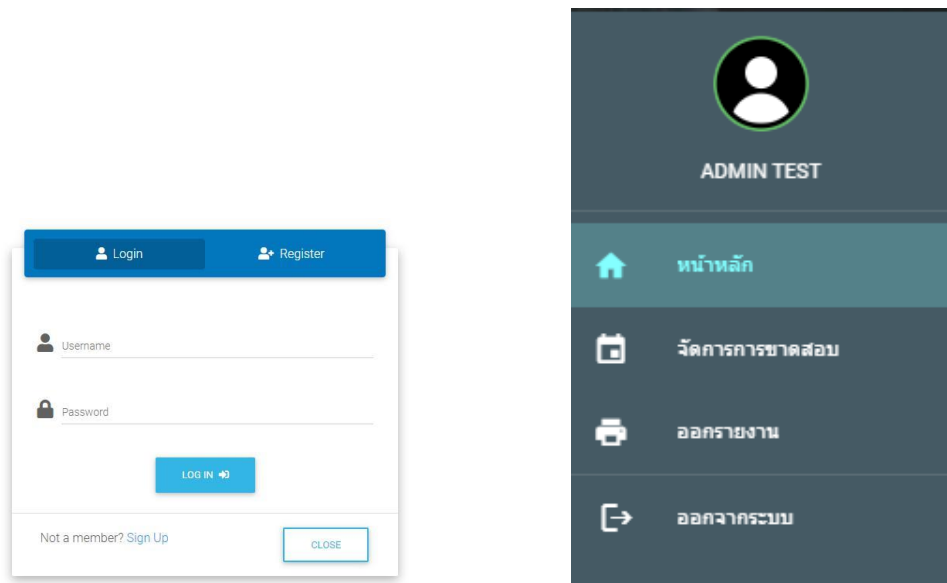 Login
Register
Username
Password
LOG IN
Not a member? Sign Up
CLOSE
ADMIN TEST
หน้าหลัก
จัดการการขาดสอบ
ออกรายงาน
ออกจากระบบ